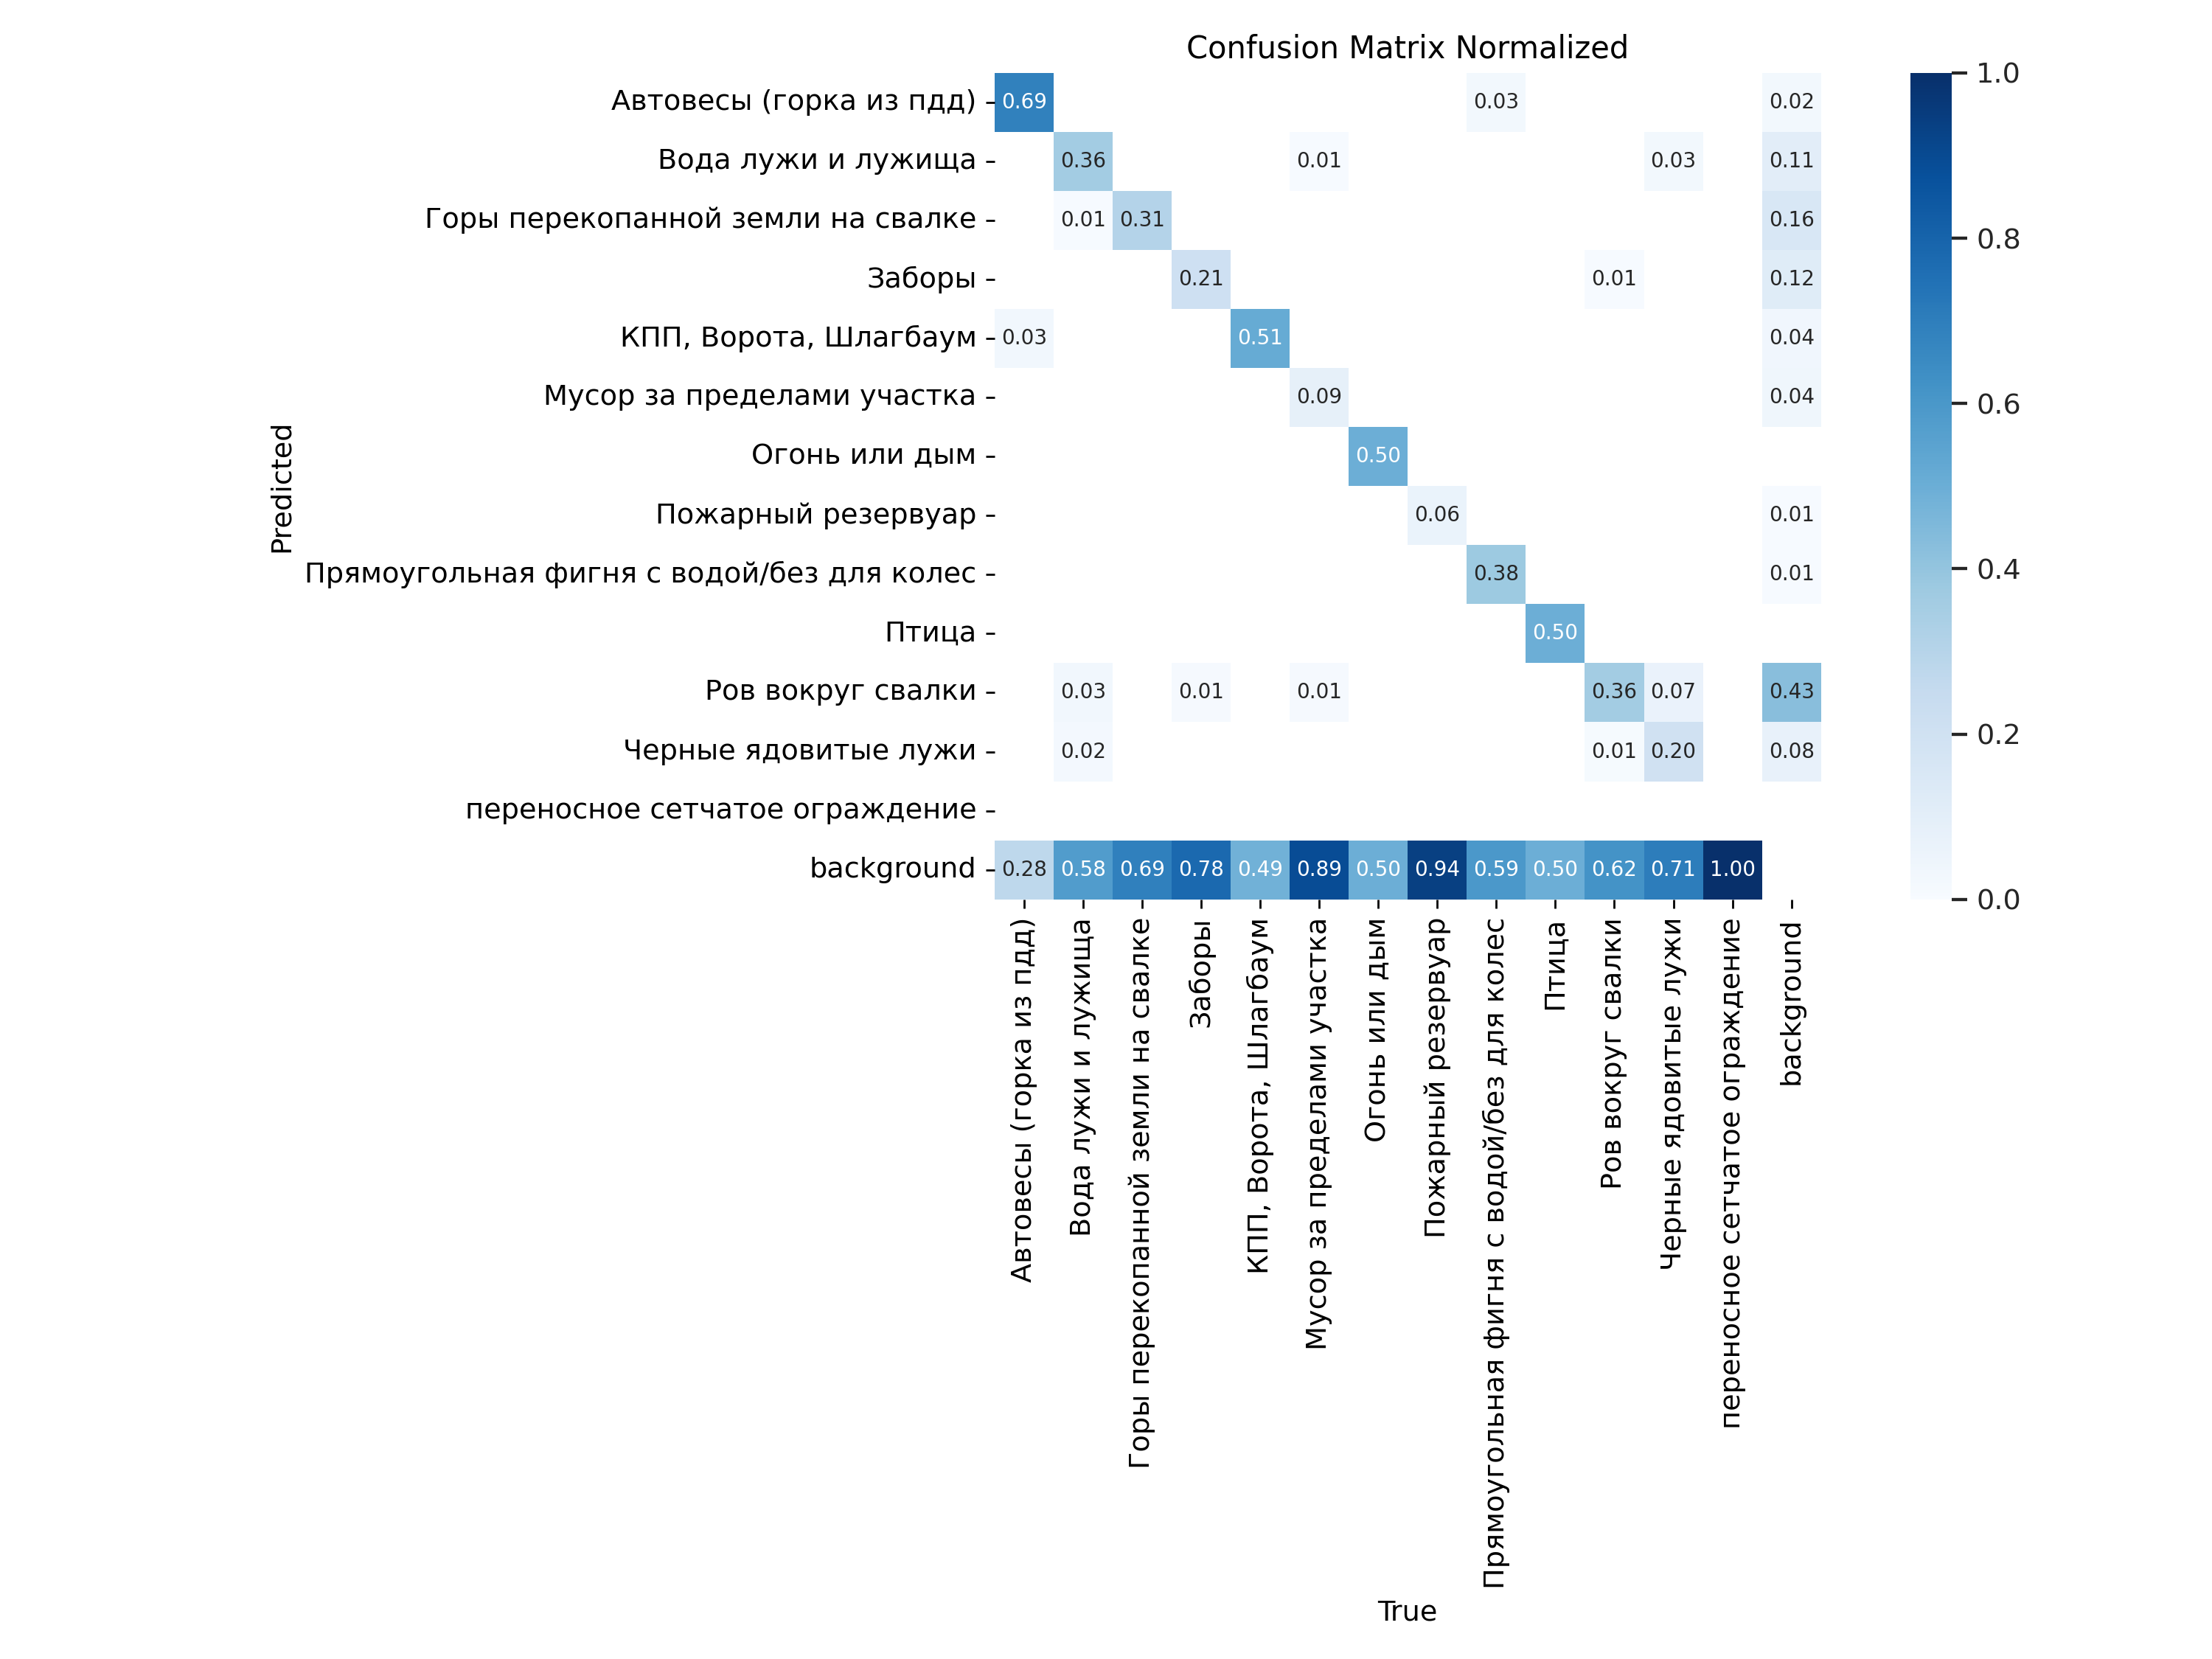 Confusion Matrix Normalized
Автовесы (горка из пдд) 0.69 0.03 0.02
Вода лужи и лужища 0.36 0.01 0.03 0.11
Горы перекопанной земли на свалке 0.01 0.31 0.16
Заборы 0.21 0.01 0.12
КПП, Ворота, Шлагбаум 0.03 0.51 0.04
Мусор за пределами участка 0.09 0.04
Огонь или дым 0.50
Пожарный резервуар 0.06 0.01
Прямоугольная фигня с водой/без для колес 0.38 0.01
Птица 0.50
Ров вокруг свалки 0.03 0.01 0.01 0.36 0.07 0.43
Черные ядовитые лужи 0.02 0.01 0.20 0.08
переносное сетчатое ограждение
background 0.28 0.58 0.69 0.78 0.49 0.89 0.50 0.94 0.59 0.50 0.62 0.71 1.00
Predicted
Автовесы (горка из пдд)
Вода лужи и лужища
Горы перекопанной земли на свалке
Заборы
КПП, Ворота, Шлагбаум
Мусор за пределами участка
Огонь или дым
Пожарный резервуар
Прямоугольная фигня с водой/без для колес
Птица
Ров вокруг свалки
Черные ядовитые лужи
переносное сетчатое ограждение
background
True
1.0
0.8
0.6
0.4
0.2
0.0